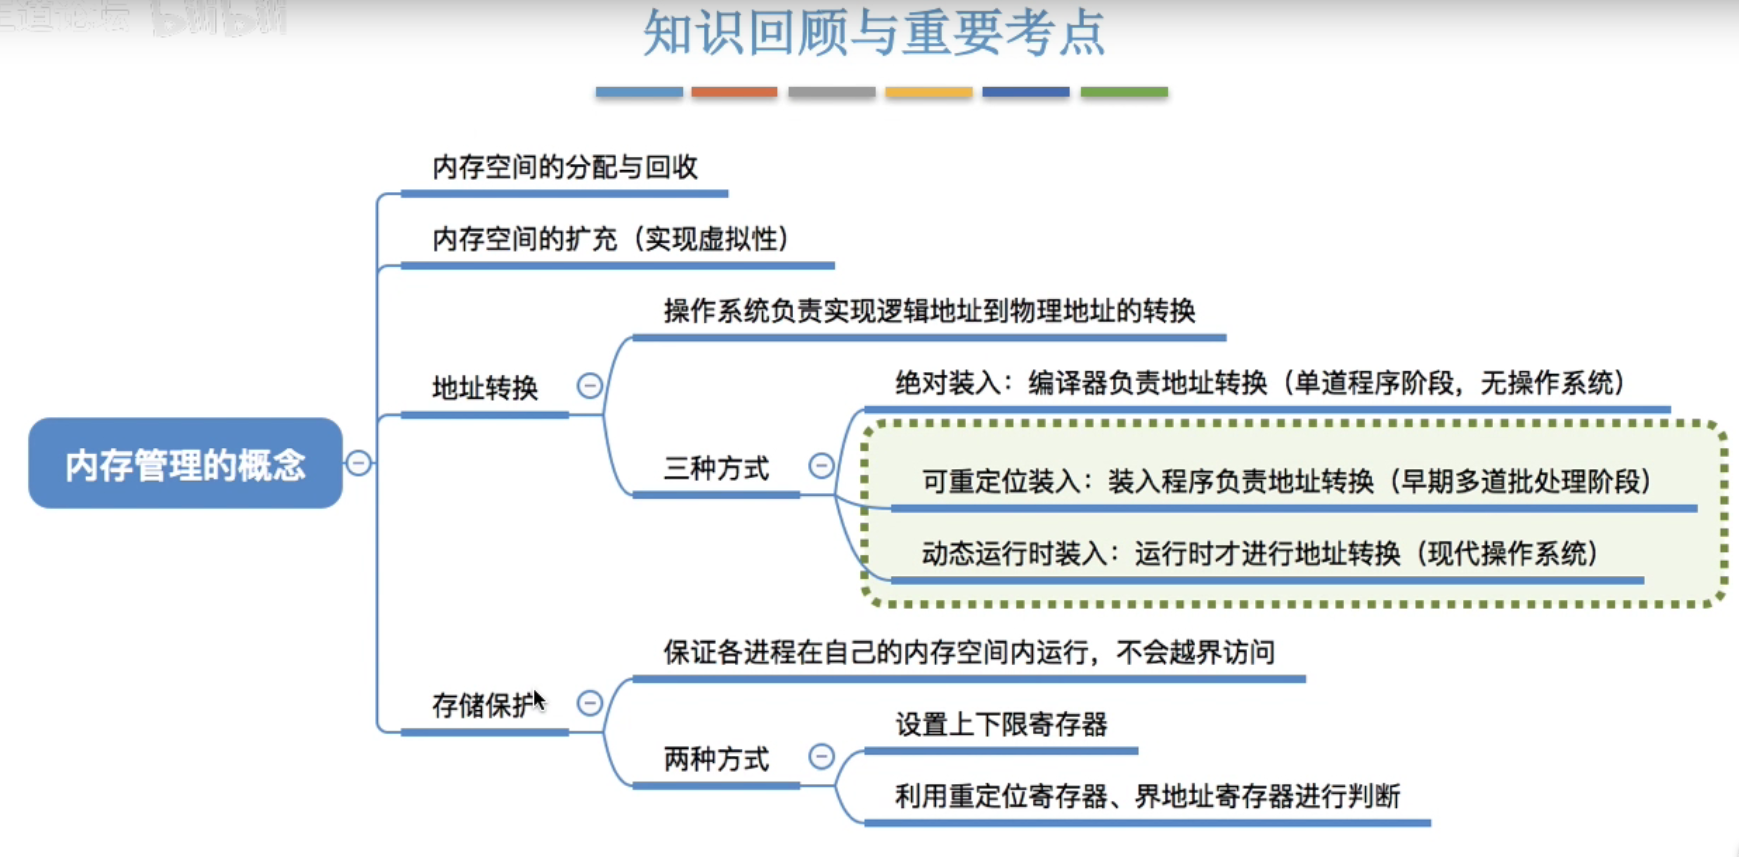 王道论坛 bilibili
知识回顾与重要考点
内存空间的分配与回收
内存空间的扩充（实现虚拟性）
操作系统负责实现逻辑地址到物理地址的转换
地址转换
绝对装入：编译器负责地址转换（单道程序阶段，无操作系统）
三种方式
可重定位装入：装入程序负责地址转换（早期多道批处理阶段）
动态运行时装入：运行时才进行地址转换（现代操作系统）
内存管理的概念
保证各进程在自己的内存空间内运行，不会越界访问
存储保护
设置上下限寄存器
两种方式
利用重定位寄存器、界地址寄存器进行判断